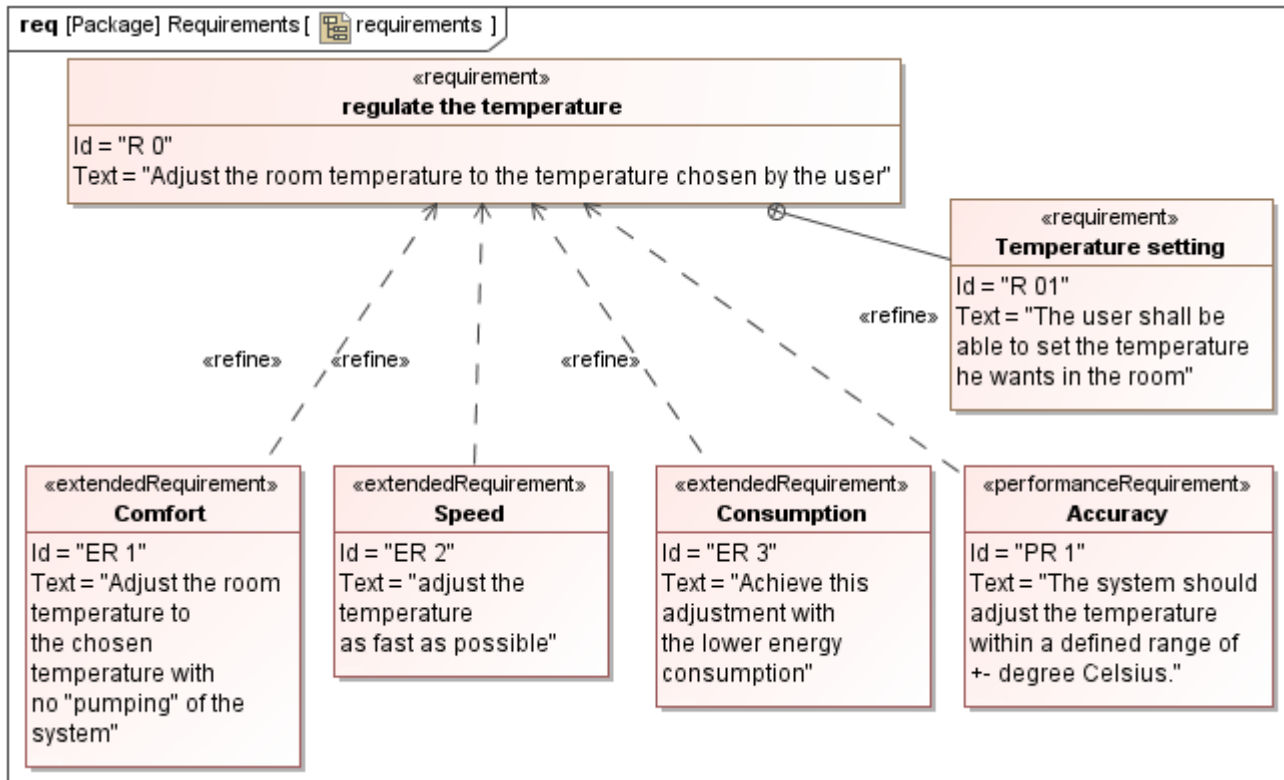 req [Package] Requirements [ requirements ]
«requirement»
regulate the temperature
Id = "R 0"
Text = "Adjust the room temperature to the temperature chosen by the user"
«requirement»
Temperature setting
Id = "R 01"
Text = "The user shall be
able to set the temperature
he wants in the room"
«refine»
«refine»
«refine»
«refine»
«extendedRequirement»
Comfort
Id = "ER 1"
Text = "Adjust the room
temperature to
the chosen
temperature with
no "pumping" of the
system"
«extendedRequirement»
Speed
Id = "ER 2"
Text = "adjust the
temperature
as fast as possible"
«extendedRequirement»
Consumption
Id = "ER 3"
Text = "Achieve this
adjustment with
the lower energy
consumption"
«performanceRequirement»
Accuracy
Id = "PR 1"
Text = "The system should
adjust the temperature
within a defined range of
+- degree Celsius."